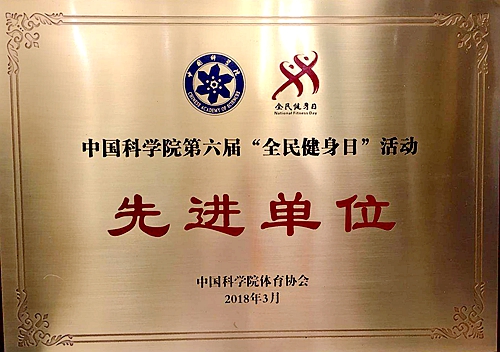 中国科学院
CHINESE ACADEMY OF SCIENCES
全民健身日
National Fitness Day
中国科学院第六届“全民健身日”活动
先进单位
中国科学院体育协会
2018年3月